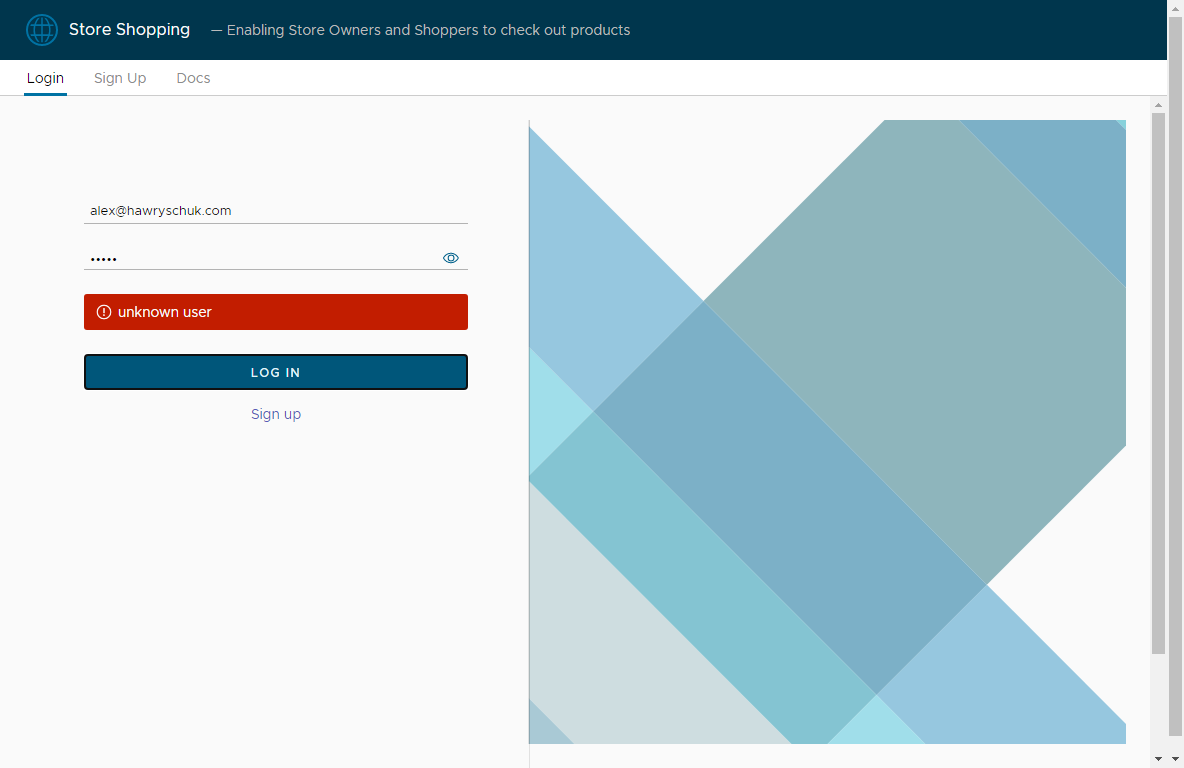 Store Shopping — Enabling Store Owners and Shoppers to check out products
Login Sign Up Docs
alex@hawryschuk.com
•••••
unknown user
LOG IN
Sign up